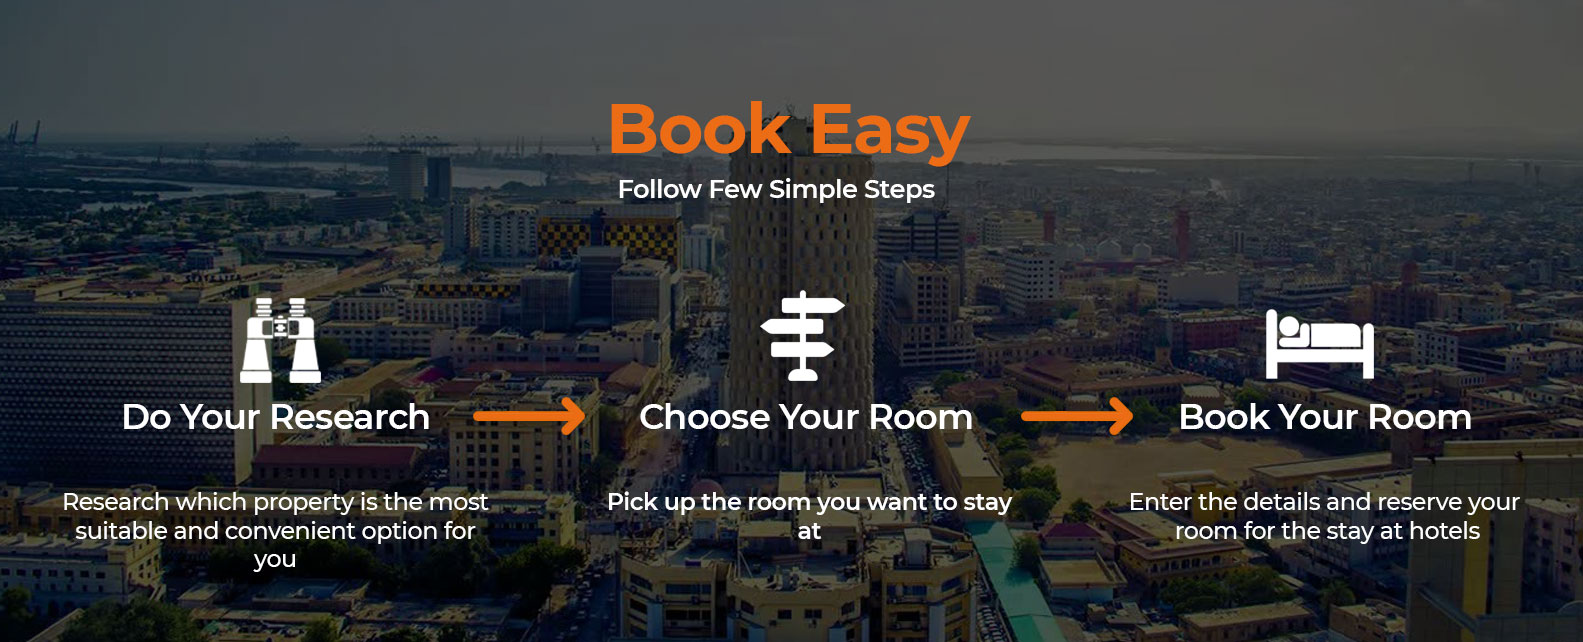 Book Easy
Follow Few Simple Steps
Do Your Research
Choose Your Room
Book Your Room
Research which property is the most
suitable and convenient option for
you
Pick up the room you want to stay
at
Enter the details and reserve your
room for the stay at hotels